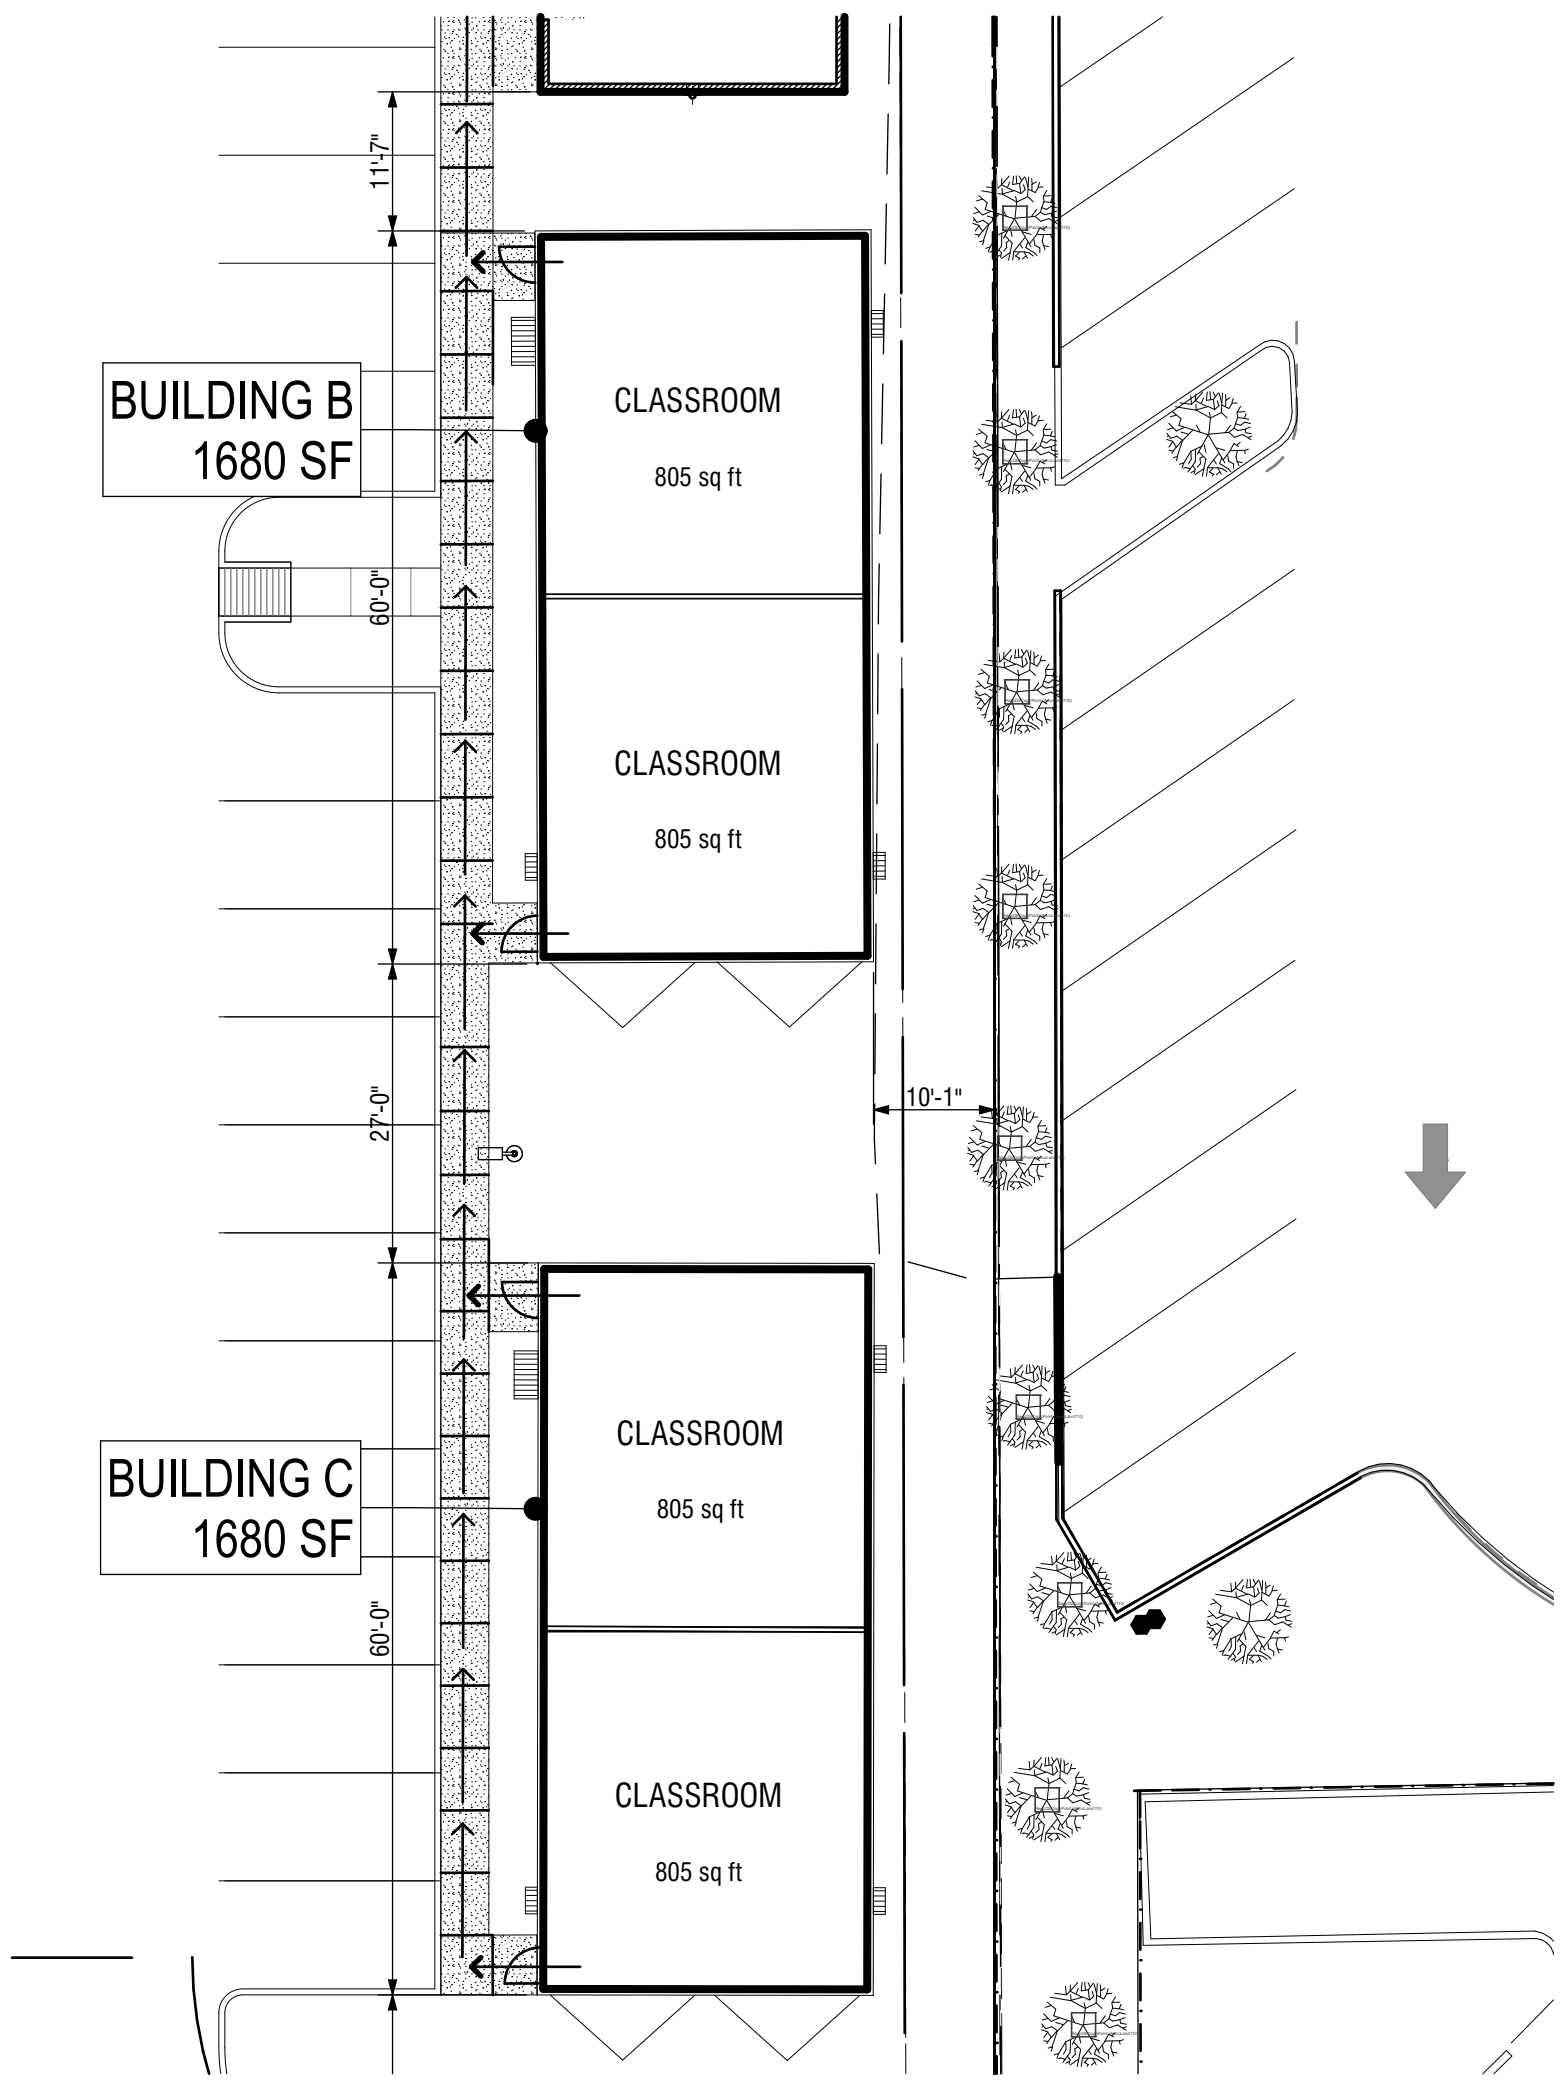 11'-7"
BUILDING B
1680 SF
CLASSROOM
805 sq ft
60'-0"
CLASSROOM
805 sq ft
27'-0"
10'-1"
BUILDING C
1680 SF
CLASSROOM
805 sq ft
60'-0"
CLASSROOM
805 sq ft